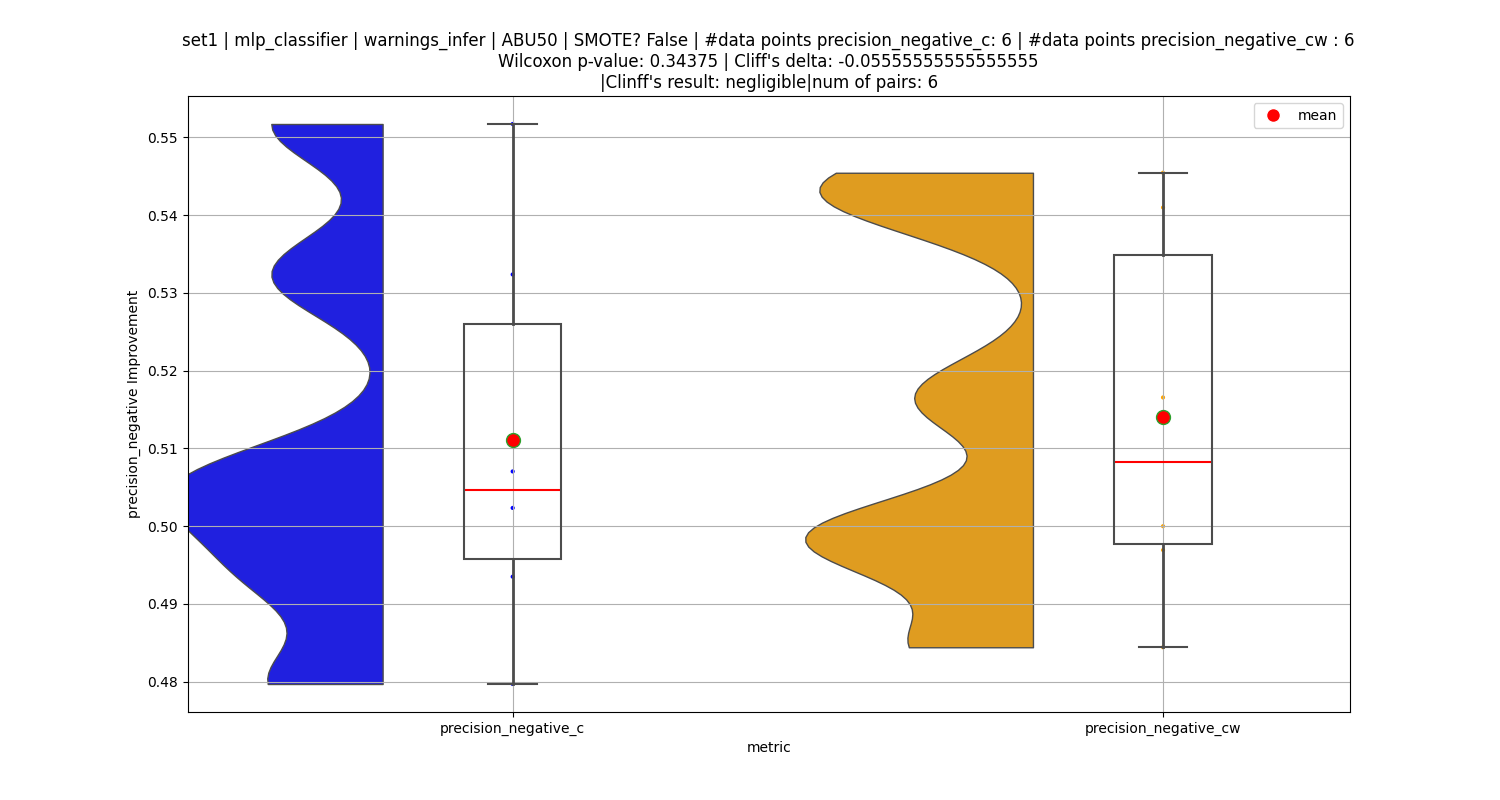 set1 | mlp_classifier | warnings_infer | ABU50 | SMOTE? False | #data points precision_negative_c: 6 | #data points precision_negative_cw : 6
Wilcoxon p-value: 0.34375 | Cliff's delta: -0.05555555555555555
|Clinff's result: negligible|num of pairs: 6
mean
0.55
0.54
0.53
0.52
0.51
0.50
0.49
0.48
precision_negative Improvement
precision_negative_c
precision_negative_cw
metric